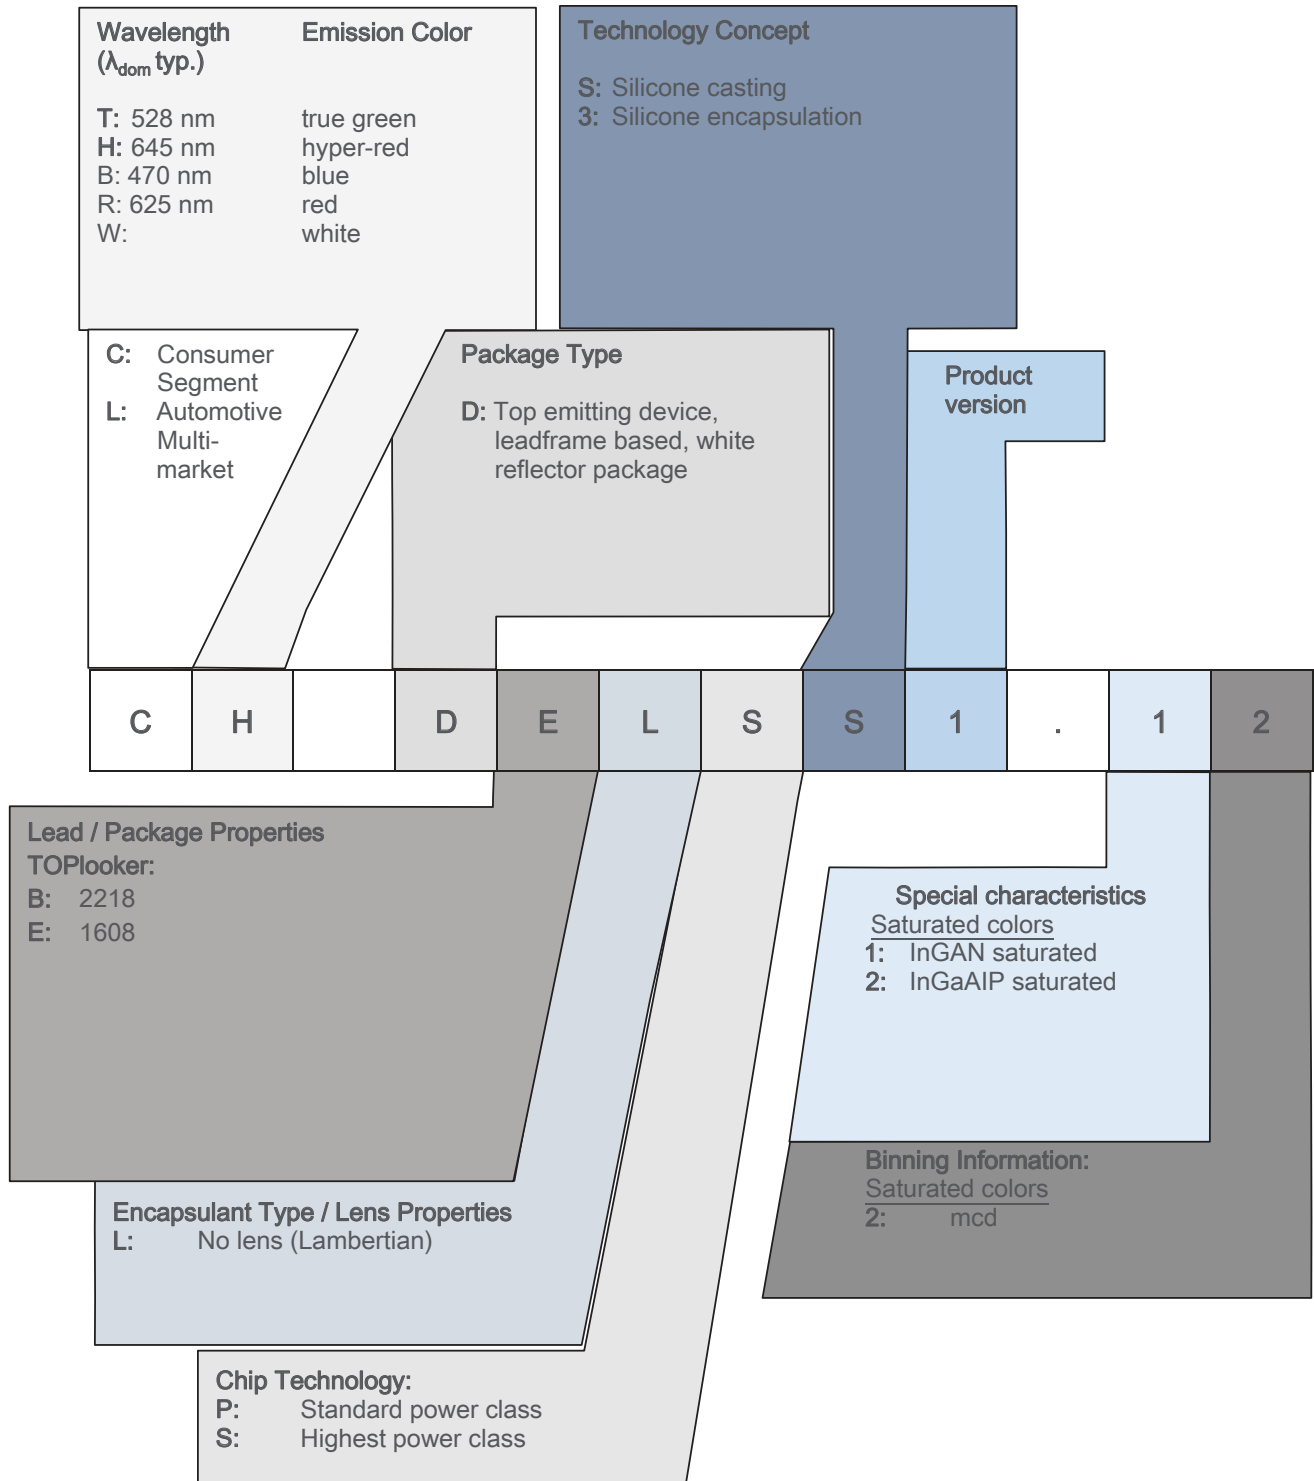 Wavelength Emission Color
(λdom typ.)
T: 528 nm true green
H: 645 nm hyper-red
B: 470 nm blue
R: 625 nm red
W: white
Technology Concept
S: Silicone casting
3: Silicone encapsulation
C: Consumer
Segment
L: Automotive
Multi-
market
Package Type
D: Top emitting device,
leadframe based, white
reflector package
Product
version
C H D E L S S 1 . 1 2
Lead / Package Properties
TOPlooker:
B: 2218
E: 1608
Special characteristics
Saturated colors
1: InGAN saturated
2: InGaAIP saturated
Binning Information:
Saturated colors
2: mcd
Encapsulant Type / Lens Properties
L: No lens (Lambertian)
Chip Technology:
P: Standard power class
S: Highest power class